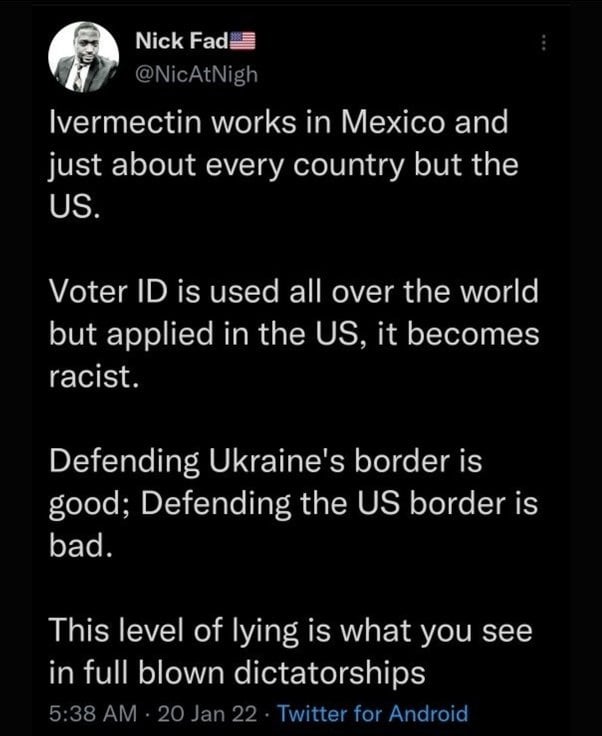 Nick Fad🇺🇸
@NicAtNigh
Ivermectin works in Mexico and
just about every country but the
US.
Voter ID is used all over the world
but applied in the US, it becomes
racist.
Defending Ukraine's border is
good; Defending the US border is
bad.
This level of lying is what you see
in full blown dictatorships
5:38 AM · 20 Jan 22 · Twitter for Android